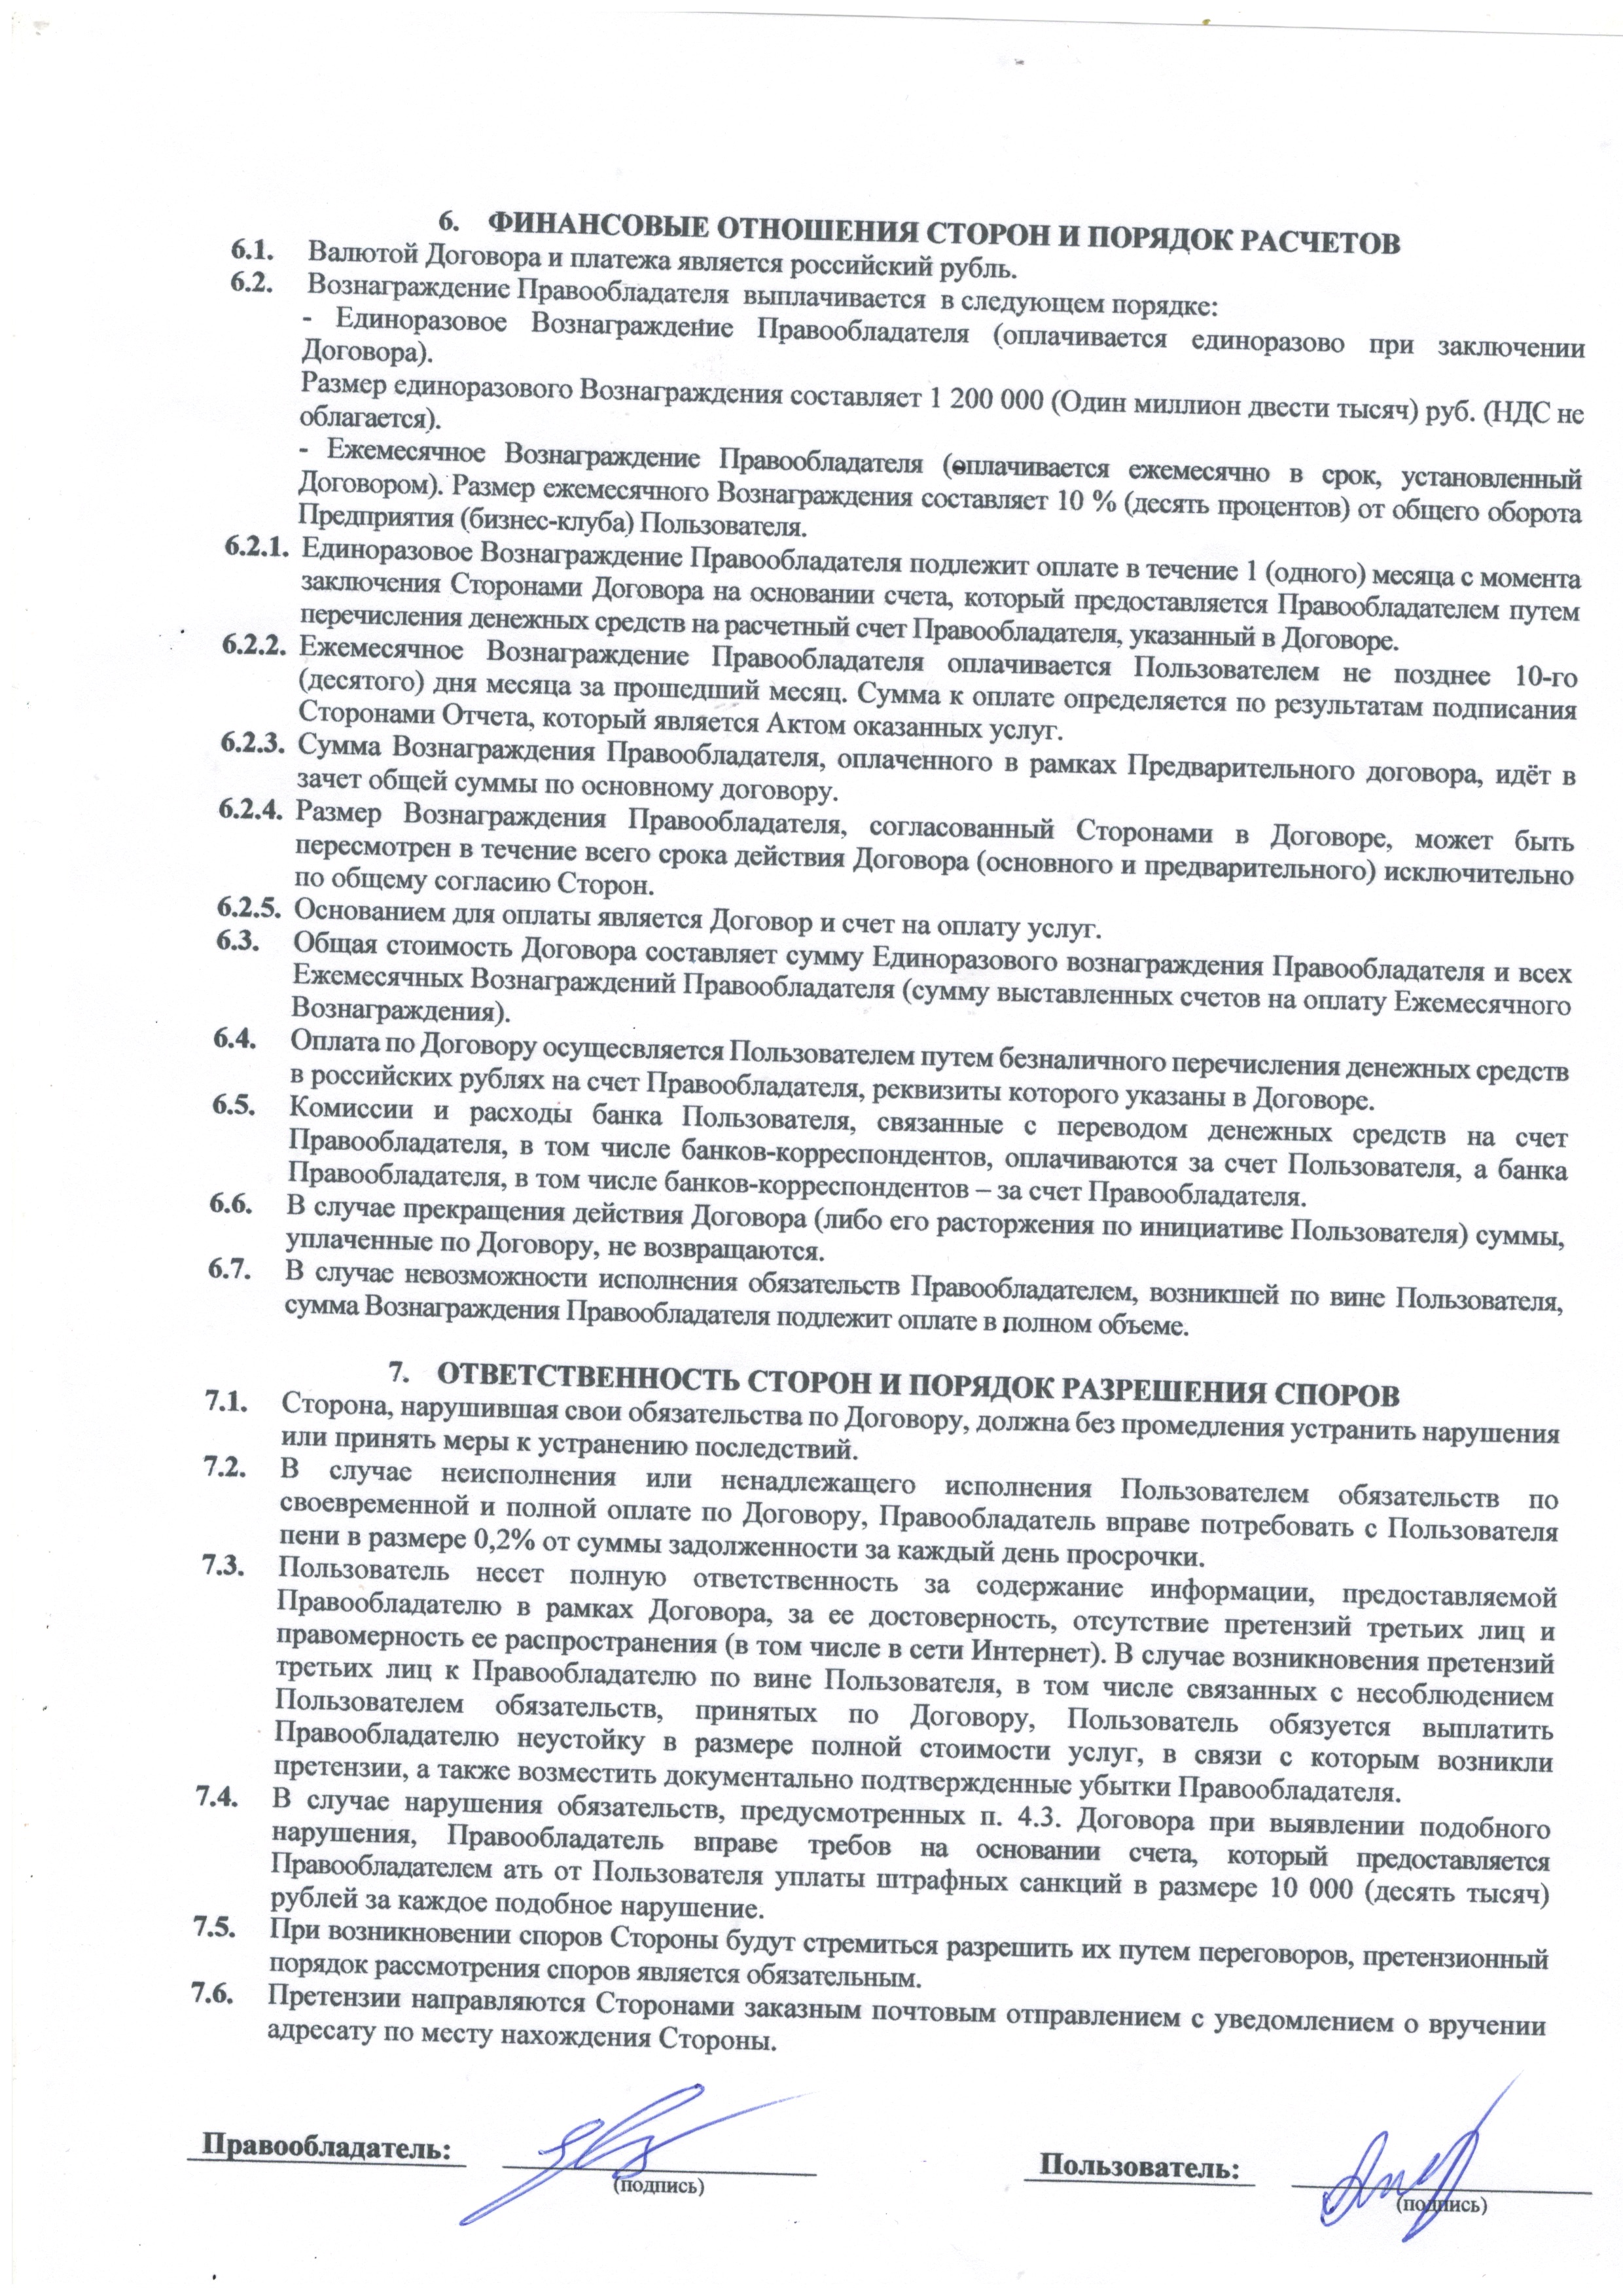 6. ФИНАНСОВЫЕ ОТНОШЕНИЯ СТОРОН И ПОРЯДОК РАСЧЕТОВ
6.1. Валютой Договора и платежа является российский рубль.
6.2. Вознаграждение Правообладателя выплачивается в следующем порядке:
- Единоразовое Вознаграждение Правообладателя (оплачивается единоразово при заключении
Договора).
Размер единоразового Вознаграждения составляет 1 200 000 (Один миллион двести тысяч) руб. (НДС не
облагается).
- Ежемесячное Вознаграждение Правообладателя (оплачивается ежемесячно в срок, установленный
Договором). Размер ежемесячного Вознаграждения составляет 10 % (десять процентов) от общего оборота
Предприятия (бизнес-клуба) Пользователя.
6.2.1. Единоразовое Вознаграждение Правообладателя подлежит оплате в течение 1 (одного) месяца с момента
заключения Сторонами Договора на основании счета, который предоставляется Правообладателем путем
перечисления денежных средств на расчетный счет Правообладателя, указанный в Договоре.
6.2.2. Ежемесячное Вознаграждение Правообладателя оплачивается Пользователем не позднее 10-го
(десятого) дня месяца за прошедший месяц. Сумма к оплате определяется по результатам подписания
Сторонами Отчета, который является Актом оказанных услуг.
6.2.3. Сумма Вознаграждения Правообладателя, оплаченного в рамках Предварительного договора, идёт в
зачет общей суммы по основному договору.
6.2.4. Размер Вознаграждения Правообладателя, согласованный Сторонами в Договоре, может быть
пересмотрен в течение всего срока действия Договора (основного и предварительного) исключительно
по общему согласию Сторон.
6.2.5. Основанием для оплаты является Договор и счет на оплату услуг.
6.3. Общая стоимость Договора составляет сумму Единоразового вознаграждения Правообладателя и всех
Ежемесячных Вознаграждений Правообладателя (сумму выставленных счетов на оплату Ежемесячного
Вознаграждения).
6.4. Оплата по Договору осущесвляется Пользователем путем безналичного перечисления денежных средств
в российских рублях на счет Правообладателя, реквизиты которого указаны в Договоре.
6.5. Комиссии и расходы банка Пользователя, связанные с переводом денежных средств на счет
Правообладателя, в том числе банков-корреспондентов, оплачиваются за счет Пользователя, а банка
Правообладателя, в том числе банков-корреспондентов – за счет Правообладателя.
6.6. В случае прекращения действия Договора (либо его расторжения по инициативе Пользователя) суммы,
уплаченные по Договору, не возвращаются.
6.7. В случае невозможности исполнения обязательств Правообладателем, возникшей по вине Пользователя,
сумма Вознаграждения Правообладателя подлежит оплате в полном объеме.
7. ОТВЕТСТВЕННОСТЬ СТОРОН И ПОРЯДОК РАЗРЕШЕНИЯ СПОРОВ
7.1. Сторона, нарушившая свои обязательства по Договору, должна без промедления устранить нарушения
или принять меры к устранению последствий.
7.2. В случае неисполнения или ненадлежащего исполнения Пользователем обязательств по
своевременной и полной оплате по Договору, Правообладатель вправе потребовать с Пользователя
пени в размере 0,2% от суммы задолженности за каждый день просрочки.
7.3. Пользователь несет полную ответственность за содержание информации, предоставляемой
Правообладателю в рамках Договора, за ее достоверность, отсутствие претензий третьих лиц и
правомерность ее распространения (в том числе в сети Интернет). В случае возникновения претензий
третьих лиц к Правообладателю по вине Пользователя, в том числе связанных с несоблюдением
Пользователем обязательств, принятых по Договору, Пользователь обязуется выплатить
Правообладателю неустойку в размере полной стоимости услуг, в связи с которым возникли
претензии, а также возместить документально подтвержденные убытки Правообладателя.
7.4. В случае нарушения обязательств, предусмотренных п. 4.3. Договора при выявлении подобного
нарушения, Правообладатель вправе требов на основании счета, который предоставляется
Правообладателем ать от Пользователя уплаты штрафных санкций в размере 10 000 (десять тысяч)
рублей за каждое подобное нарушение.
7.5. При возникновении споров Стороны будут стремиться разрешить их путем переговоров, претензионный
порядок рассмотрения споров является обязательным.
7.6. Претензии направляются Сторонами заказным почтовым отправлением с уведомлением о вручении
адресату по месту нахождения Стороны.
Правообладатель:
(подпись)
Пользователь:
(подпись)